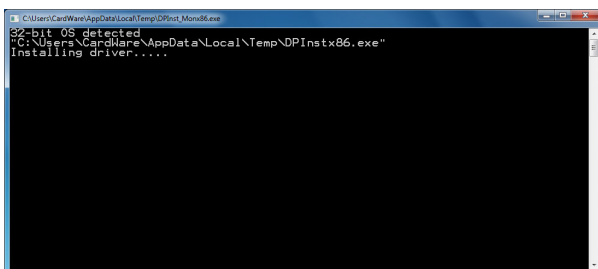 C:\Users\CardWare\AppData\Local\Temp\DPInst_Monx86.exe
32-bit OS detected
"C:\Users\CardWare\AppData\Local\Temp\DPInstx86.exe"
Installing driver.....